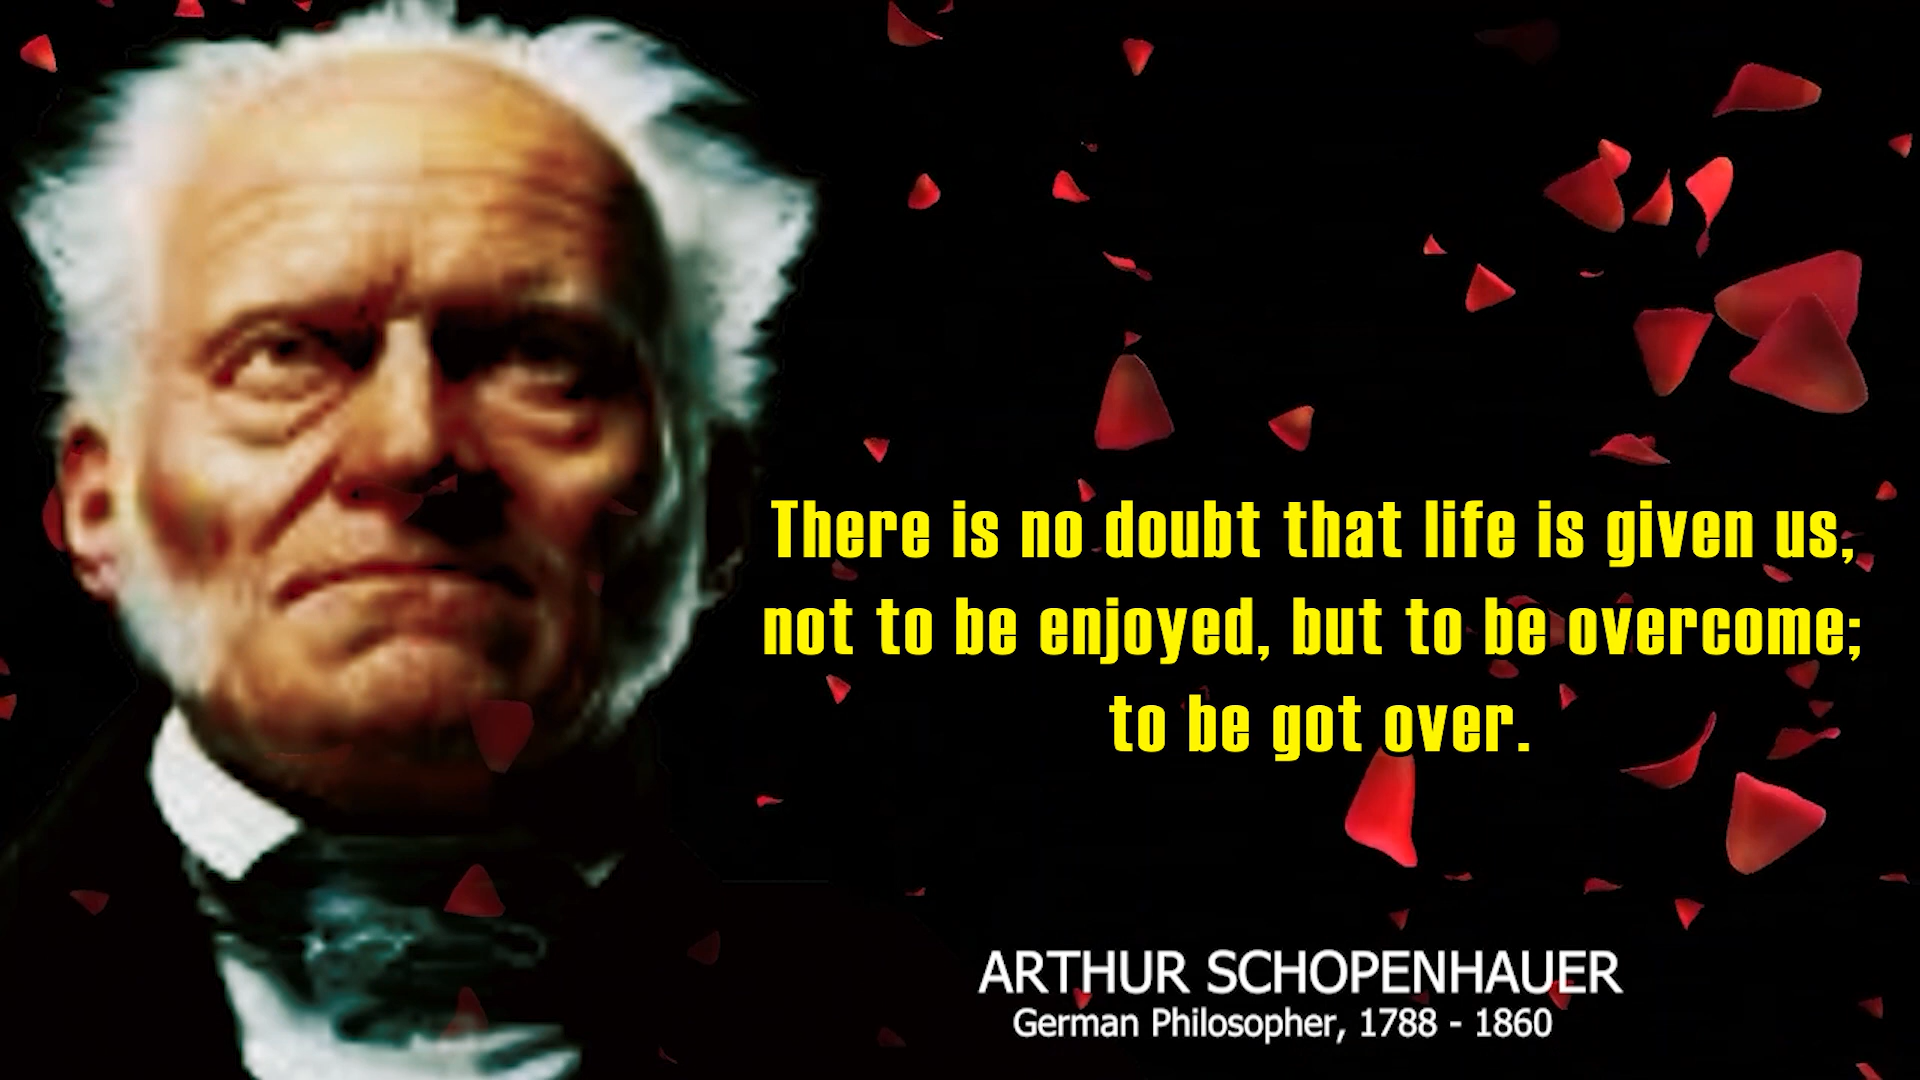 There is no doubt that life is given us,
not to be enjoyed, but to be overcome;
to be got over.
ARTHUR SCHOPENHAUER
German Philosopher, 1788 - 1860